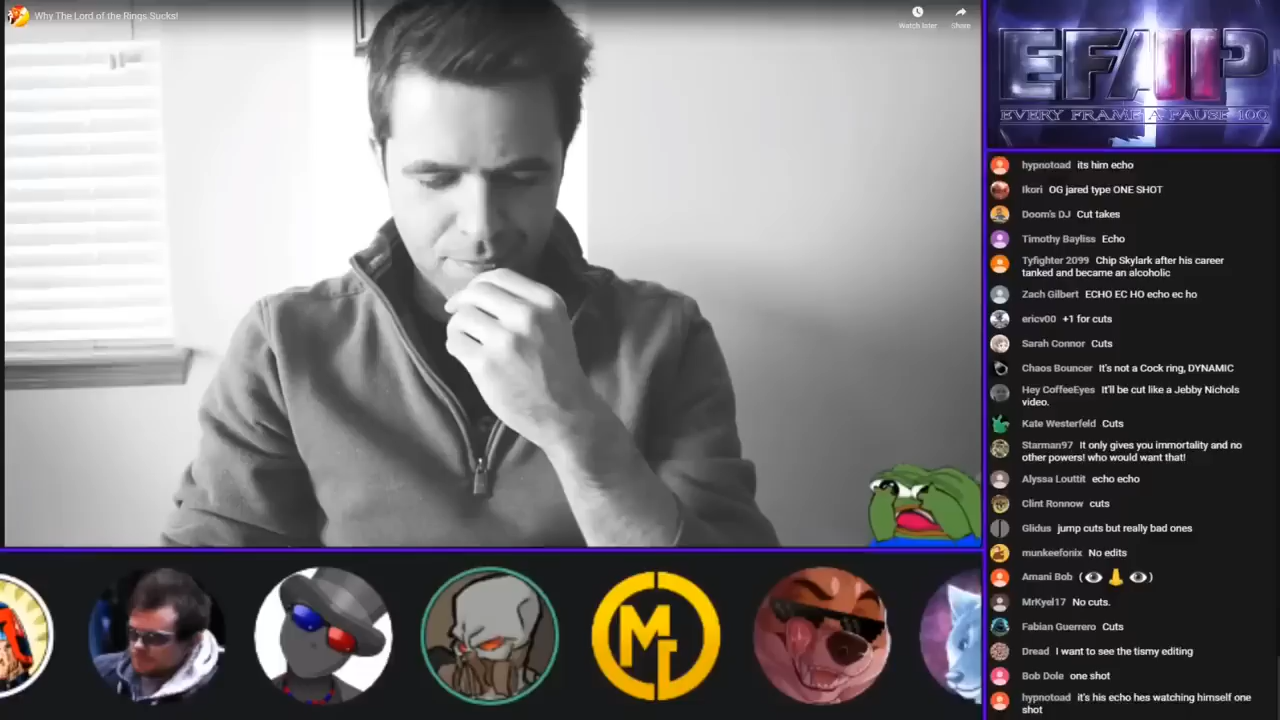 Why The Lord of the Rings Sucks!
Watch later
Share
EFAP
EVERY FRAME A PAUSE 100
hypnotoad its him echo
Ikori OG jared type ONE SHOT
Doom's DJ Cut takes
Timothy Bayliss Echo
Tyfighter 2099 Chip Skylark after his career
tanked and became an alcoholic
Zach Gilbert ECHO EC HO echo ec ho
ericv00 +1 for cuts
Sarah Connor Cuts
Chaos Bouncer It's not a Cock ring, DYNAMIC
Hey CoffeeEyes It'll be cut like a Jebby Nichols
video.
Kate Westerfeld Cuts
Starman97 It only gives you immortality and no
other powers! who would want that!
Alyssa Louttit echo echo
Clint Ronnow cuts
Glidus jump cuts but really bad ones
munkeefonix No edits
Amani Bob (👁👃👁)
MrKyel17 No cuts.
Fabian Guerrero Cuts
Dread I want to see the tismy editing
Bob Dole one shot
hypnotoad it's his echo hes watching himself one
shot